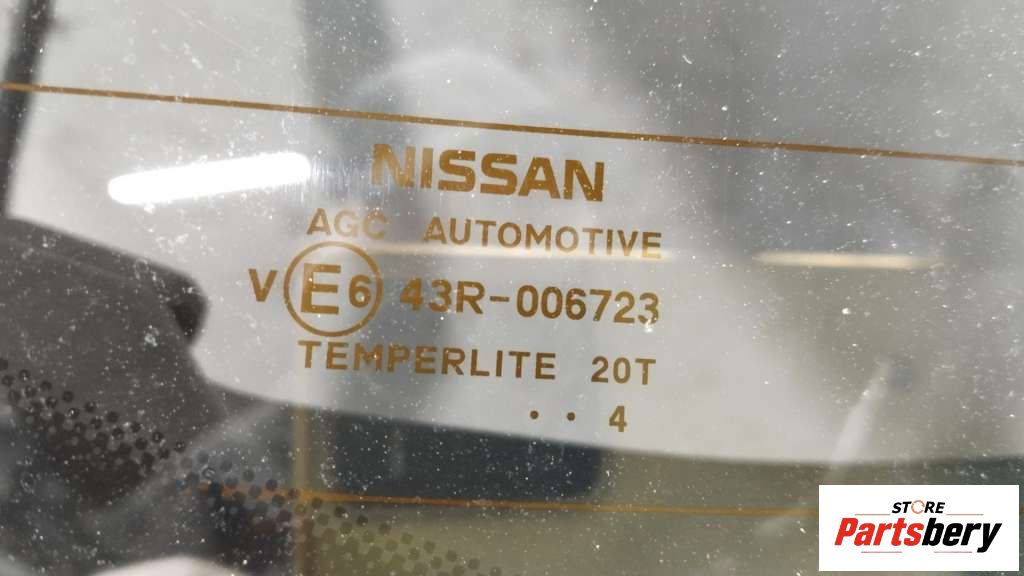 NISSAN
AGC AUTOMOTIVE
V E6 43R-006723
TEMPERLITE 20T
. . 4
STORE
Partsbery